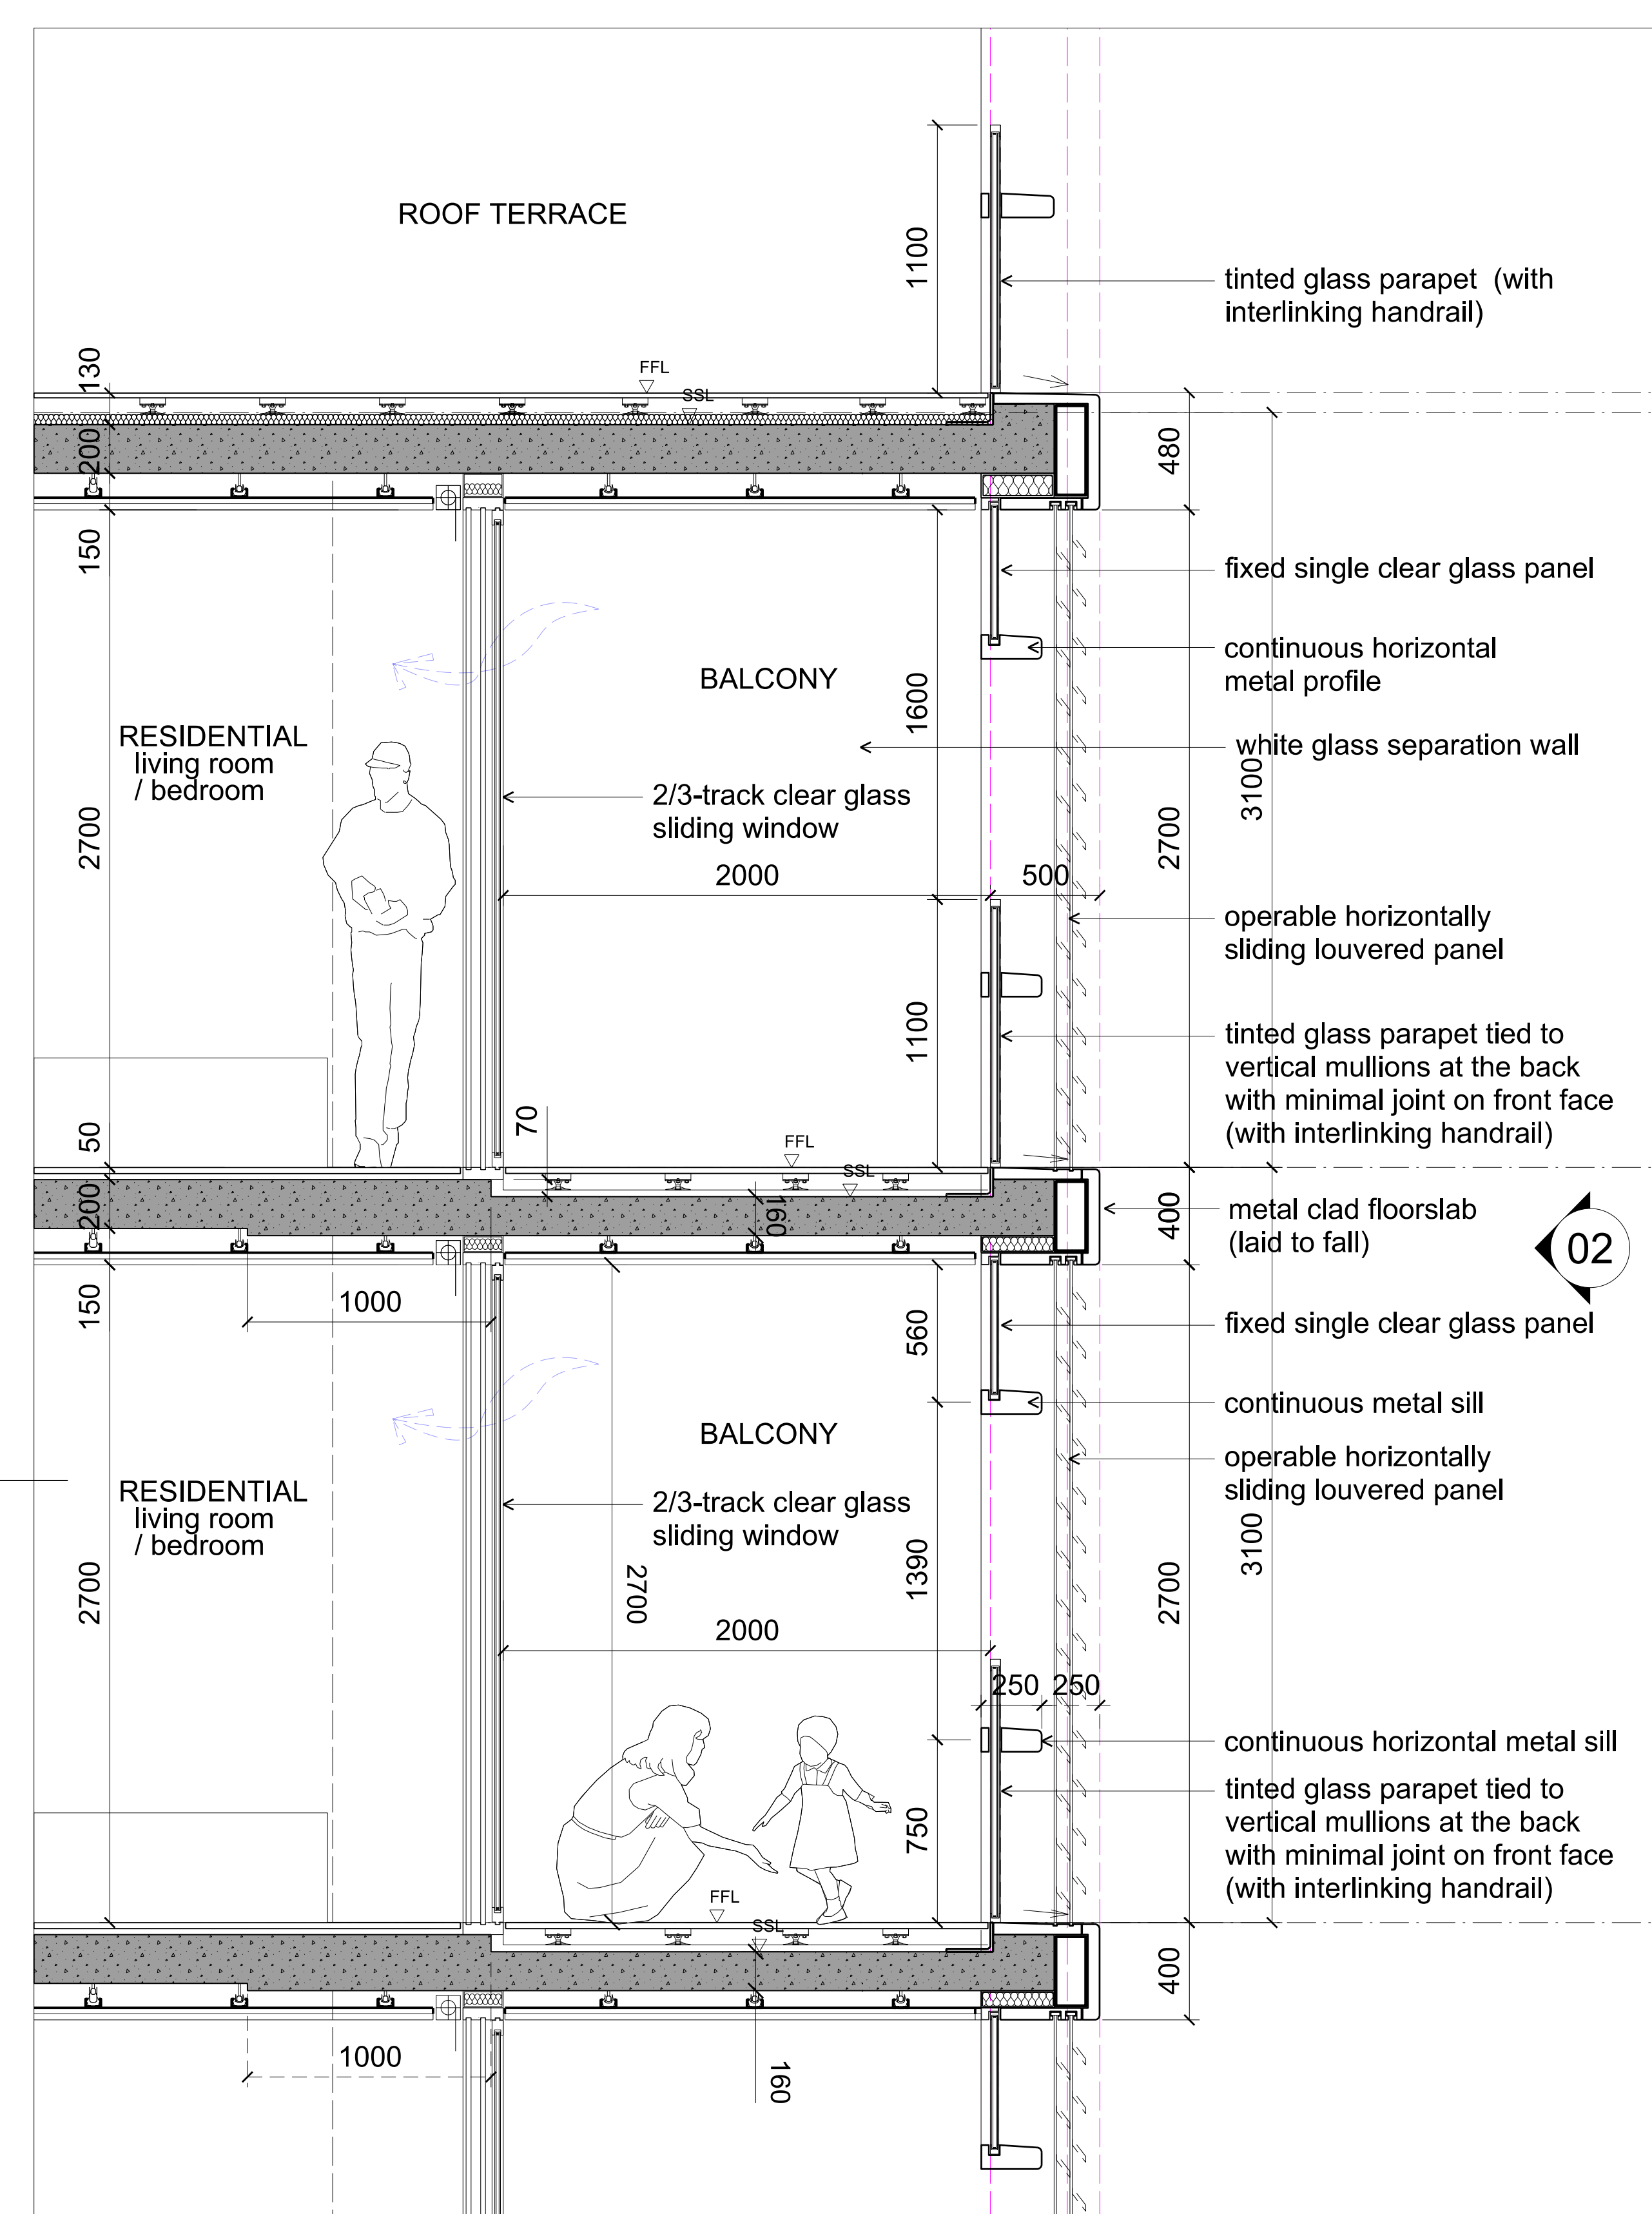 ROOF TERRACE
1100
tinted glass parapet (with
interlinking handrail)
130
FFL
SSL
200
480
150
fixed single clear glass panel
continuous horizontal
metal profile
BALCONY
1600
RESIDENTIAL
living room
/ bedroom
white glass separation wall
3100
2/3-track clear glass
sliding window
2700
2700
2000
500
operable horizontally
sliding louvered panel
1100
tinted glass parapet tied to
vertical mullions at the back
with minimal joint on front face
(with interlinking handrail)
70
50
FFL
SSL
200
160
400
metal clad floorslab
(laid to fall)
02
150
1000
560
fixed single clear glass panel
continuous metal sill
BALCONY
operable horizontally
sliding louvered panel
RESIDENTIAL
living room
/ bedroom
2/3-track clear glass
sliding window
3100
1390
2700
2700
2700
2000
250
250
continuous horizontal metal sill
tinted glass parapet tied to
vertical mullions at the back
with minimal joint on front face
(with interlinking handrail)
750
FFL
SSL
400
1000
160